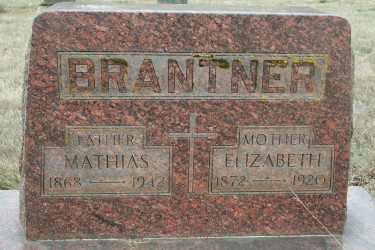 BRANTNER
FATHER
MATHIAS
1868 — 1942
MOTHER
ELIZABETH
1872 — 1920